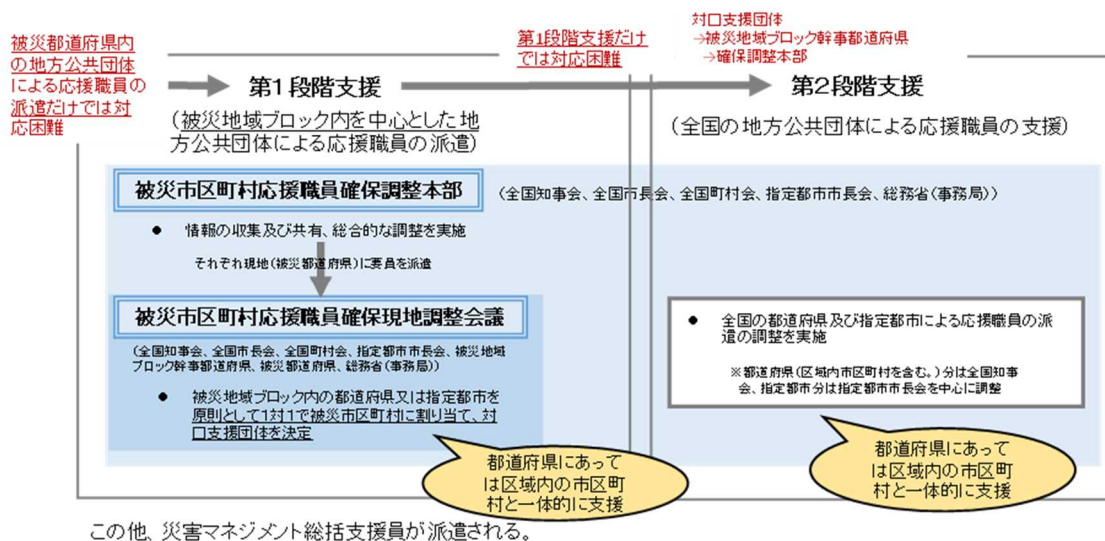 被災都道府県内
の地方公共団体
による応援職員の
派遣だけでは対
応困難
第1段階支援
(被災地域ブロック内を中心とした地
方公共団体による応援職員の派遣)
第1段階支援だけ
では対応困難
対口支援団体
→被災地域ブロック幹事都道府県
→確保調整本部
第2段階支援
(全国の地方公共団体による応援職員の支援)
被災市区町村応援職員確保調整本部
(全国知事会、全国市長会、全国町村会、指定都市市長会、総務省(事務局))
● 情報の収集及び共有、総合的な調整を実施
それぞれ現地(被災都道府県)に要員を派遣
被災市区町村応援職員確保現地調整会議
(全国知事会、全国市長会、全国町村会、指定都市市長会、被災地域
ブロック幹事都道府県、被災都道府県、総務省(事務局))
● 被災地域ブロック内の都道府県又は指定都市を
原則として1対1で被災市区町村に割り当て、対
口支援団体を決定
都道府県にあって
は区域内の市区町
村と一体的に支援
● 全国の都道府県及び指定都市による応援職員の派
遣の調整を実施
※都道府県(区域内市区町村を含む。)分は全国知事
会、指定都市分は指定都市市長会を中心に調整
都道府県にあって
は区域内の市区町
村と一体的に支援
この他、災害マネジメント総括支援員が派遣される。